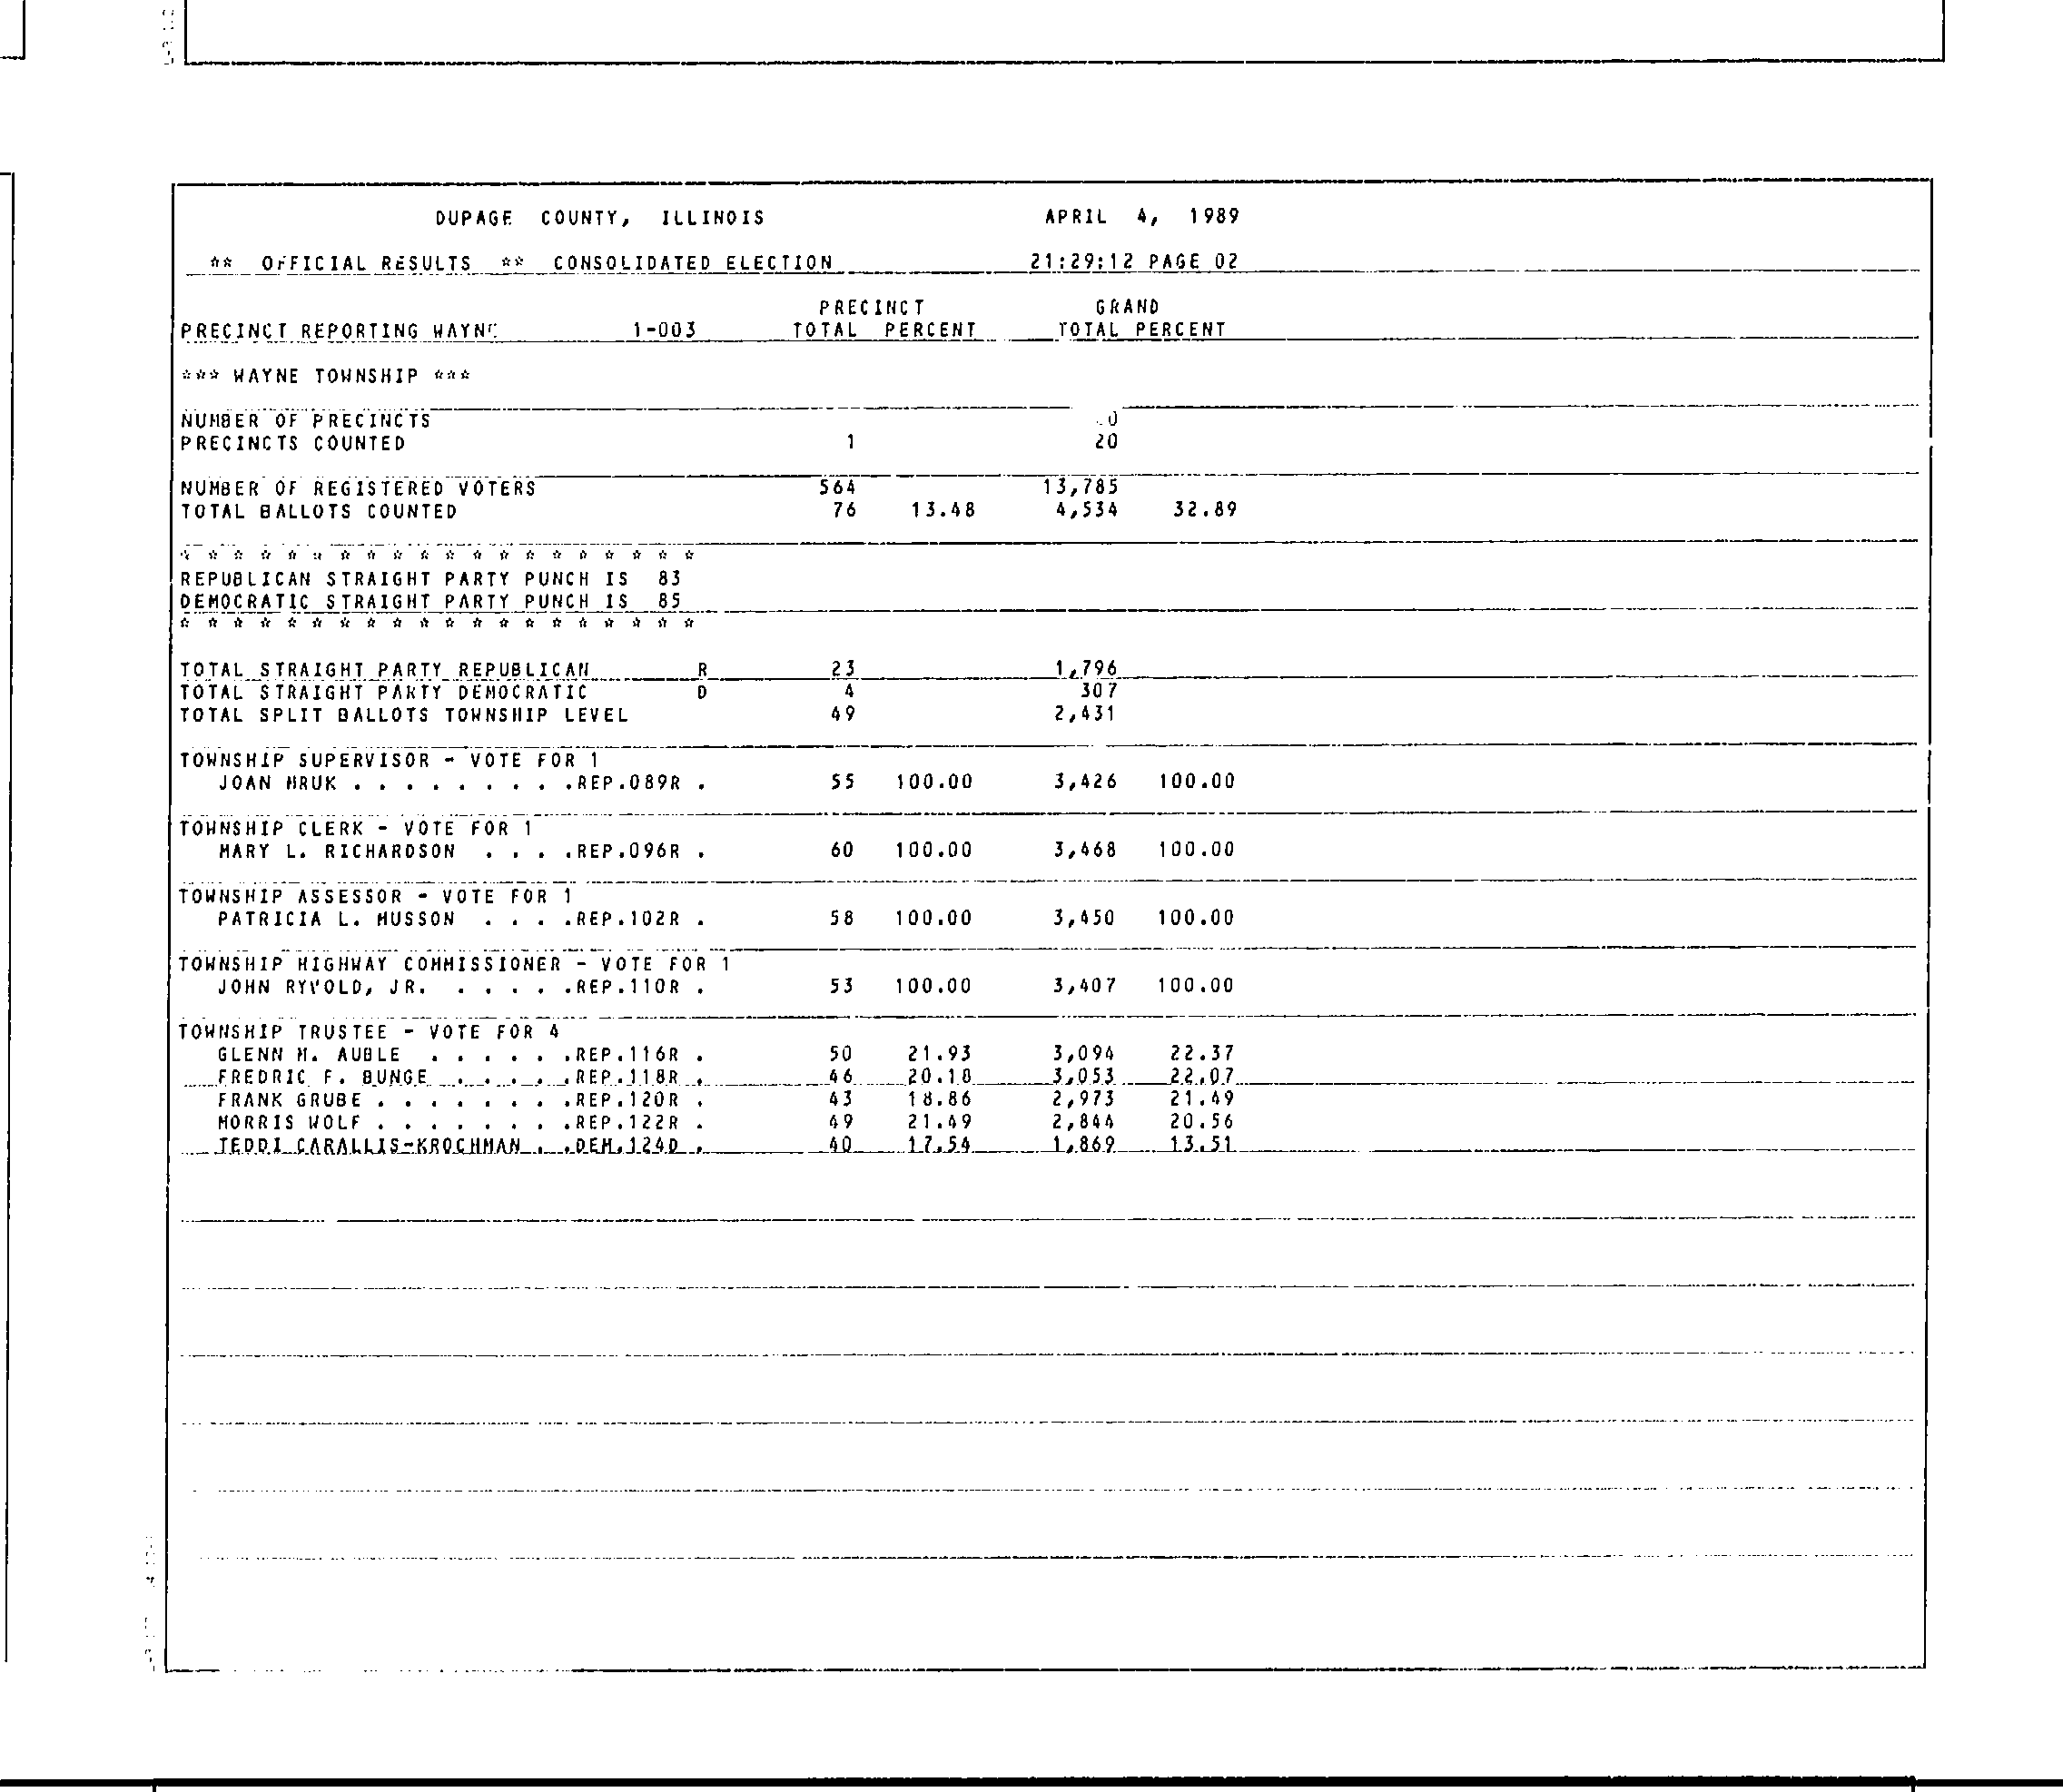 DUPAGE COUNTY, ILLINOIS APRIL 4, 1989
** OFFICIAL RESULTS ** CONSOLIDATED ELECTION 21:29:12 PAGE 02
PRECINCT GRAND
PRECINCT REPORTING WAYNE 1-003 TOTAL PERCENT TOTAL PERCENT
*** WAYNE TOWNSHIP ***
NUMBER OF PRECINCTS
PRECINCTS COUNTED 1 20
NUMBER OF REGISTERED VOTERS 564 13,785
TOTAL BALLOTS COUNTED 76 13.48 4,534 32.89
* * * * * * * * * * * * * * * * * * * *
REPUBLICAN STRAIGHT PARTY PUNCH IS 83
DEMOCRATIC STRAIGHT PARTY PUNCH IS 85
* * * * * * * * * * * * * * * * * * * *
TOTAL STRAIGHT PARTY REPUBLICAN R 23 1,796
TOTAL STRAIGHT PARTY DEMOCRATIC D 4 307
TOTAL SPLIT BALLOTS TOWNSHIP LEVEL 49 2,431
TOWNSHIP SUPERVISOR - VOTE FOR 1
JOAN HRUK . . . . . . . . .REP.089R . 55 100.00 3,426 100.00
TOWNSHIP CLERK - VOTE FOR 1
MARY L. RICHARDSON . . . .REP.096R . 60 100.00 3,468 100.00
TOWNSHIP ASSESSOR - VOTE FOR 1
PATRICIA L. MUSSON . . . .REP.102R . 58 100.00 3,450 100.00
TOWNSHIP HIGHWAY COMMISSIONER - VOTE FOR 1
JOHN RYVOLD, JR. . . . . .REP.110R . 53 100.00 3,407 100.00
TOWNSHIP TRUSTEE - VOTE FOR 4
GLENN M. AUBLE . . . . . .REP.116R . 50 21.93 3,094 22.37
FREDRIC F. BUNGE . . . . .REP.118R . 46 20.18 3,053 22.07
FRANK GRUBE . . . . . . . .REP.120R . 43 18.86 2,973 21.49
MORRIS WOLF . . . . . . . .REP.122R . 49 21.49 2,844 20.56
TEDDI CARALLIS-KROCHMAN . .DEM.124D . 40 17.54 1,869 13.51